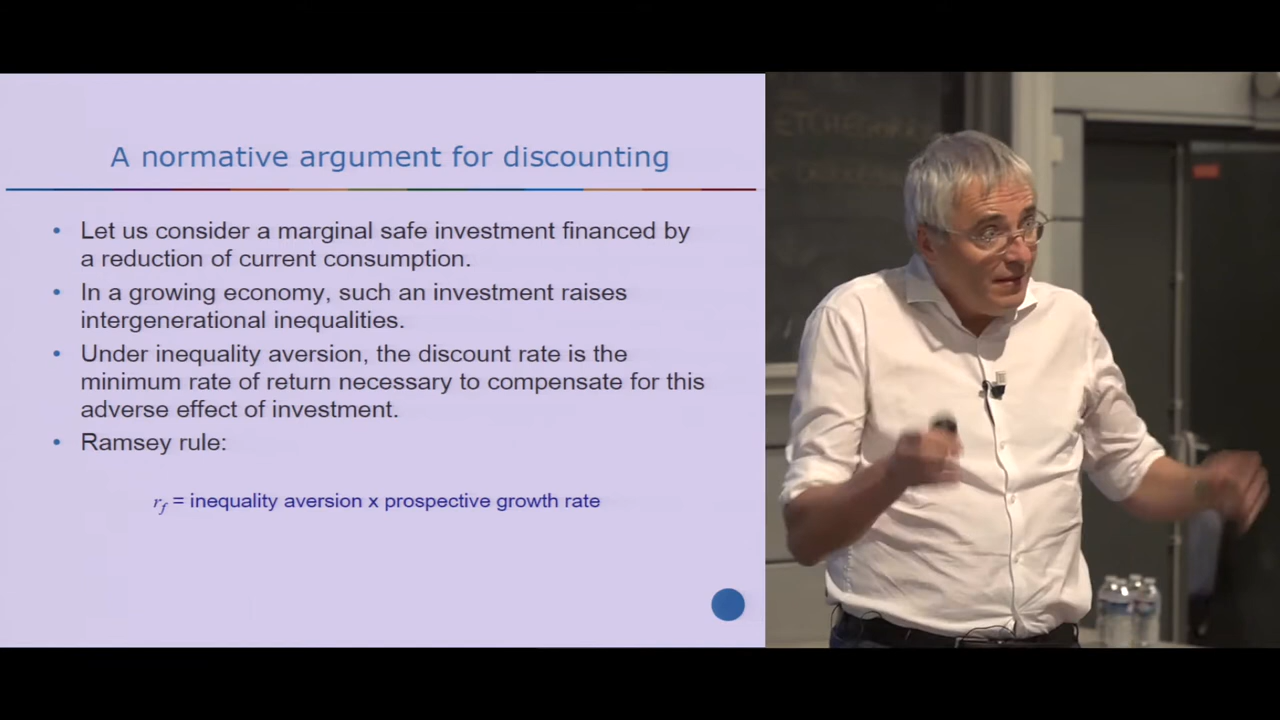 A normative argument for discounting
• Let us consider a marginal safe investment financed by
a reduction of current consumption.
• In a growing economy, such an investment raises
intergenerational inequalities.
• Under inequality aversion, the discount rate is the
minimum rate of return necessary to compensate for this
adverse effect of investment.
• Ramsey rule:
r_f = inequality aversion x prospective growth rate